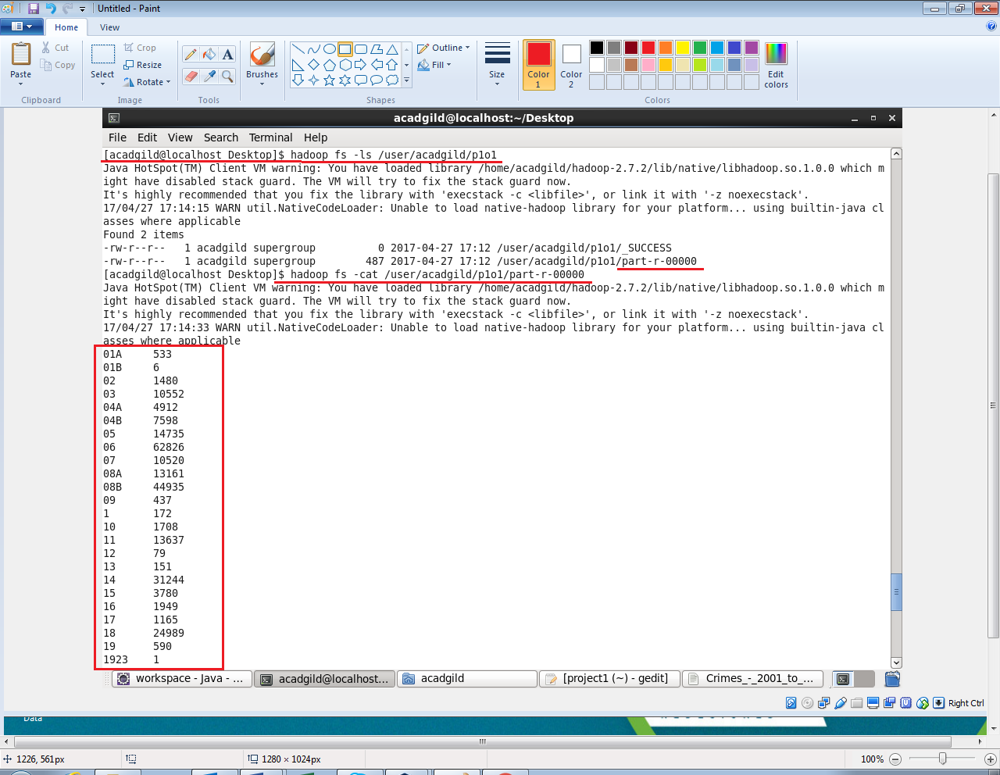 Untitled - Paint
Home
View
Paste
Cut
Copy
Clipboard
Select
Crop
Resize
Rotate
Image
Tools
Brushes
Outline
Fill
Shapes
Size
Color 1
Color 2
Edit colors
Colors
acadgild@localhost:~/Desktop
File Edit View Search Terminal Help
[acadgild@localhost Desktop]$ hadoop fs -ls /user/acadgild/p1o1
Java HotSpot(TM) Client VM warning: You have loaded library /home/acadgild/hadoop-2.7.2/lib/native/libhadoop.so.1.0.0 which m
ight have disabled stack guard. The VM will try to fix the stack guard now.
It's highly recommended that you fix the library with 'execstack -c <libfile>', or link it with '-z noexecstack'.
17/04/27 17:14:15 WARN util.NativeCodeLoader: Unable to load native-hadoop library for your platform... using builtin-java cl
asses where applicable
Found 2 items
-rw-r--r-- 1 acadgild supergroup 0 2017-04-27 17:12 /user/acadgild/p1o1/_SUCCESS
-rw-r--r-- 1 acadgild supergroup 487 2017-04-27 17:12 /user/acadgild/p1o1/part-r-00000
[acadgild@localhost Desktop]$ hadoop fs -cat /user/acadgild/p1o1/part-r-00000
Java HotSpot(TM) Client VM warning: You have loaded library /home/acadgild/hadoop-2.7.2/lib/native/libhadoop.so.1.0.0 which m
ight have disabled stack guard. The VM will try to fix the stack guard now.
It's highly recommended that you fix the library with 'execstack -c <libfile>', or link it with '-z noexecstack'.
17/04/27 17:14:33 WARN util.NativeCodeLoader: Unable to load native-hadoop library for your platform... using builtin-java cl
asses where applicable
01A 533
01B 6
02 1480
03 10552
04A 4912
04B 7598
05 14735
06 62826
07 10520
08A 13161
08B 44935
09 437
1 172
10 1708
11 13637
12 79
13 151
14 31244
15 3780
16 1949
17 1165
18 24989
19 590
1923 1
workspace - Java - ...
acadgild@localhost...
acadgild
[project1 (~) - gedit]
Crimes_-_2001_to_...
Right Ctrl
Data
1226, 561px
1280 × 1024px
100%